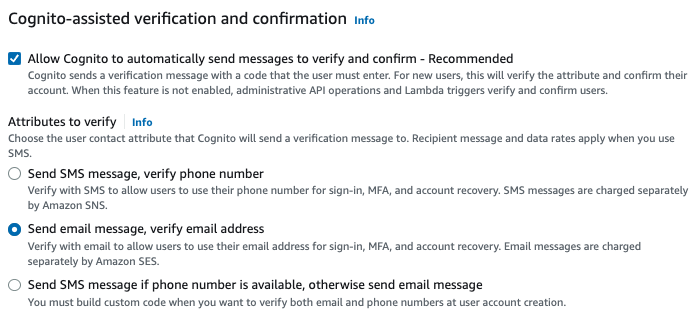 Cognito-assisted verification and confirmation Info
Allow Cognito to automatically send messages to verify and confirm - Recommended
Cognito sends a verification message with a code that the user must enter. For new users, this will verify the attribute and confirm their
account. When this feature is not enabled, administrative API operations and Lambda triggers verify and confirm users.
Attributes to verify Info
Choose the user contact attribute that Cognito will send a verification message to. Recipient message and data rates apply when you use
SMS.
Send SMS message, verify phone number
Verify with SMS to allow users to use their phone number for sign-in, MFA, and account recovery. SMS messages are charged separately
by Amazon SNS.
Send email message, verify email address
Verify with email to allow users to use their email address for sign-in, MFA, and account recovery. Email messages are charged
separately by Amazon SES.
Send SMS message if phone number is available, otherwise send email message
You must build custom code when you want to verify both email and phone numbers at user account creation.